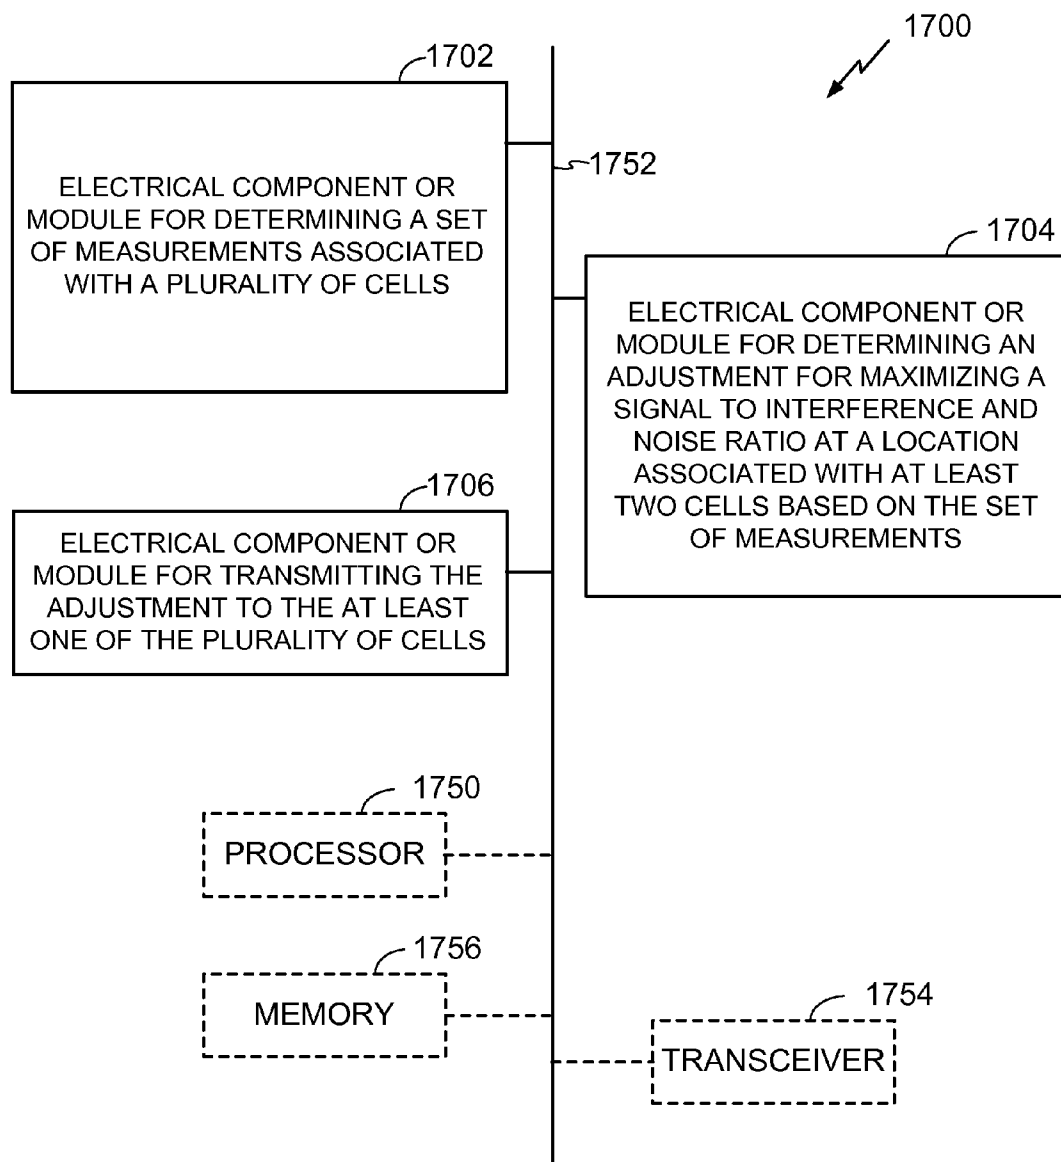 1700
1702
ELECTRICAL COMPONENT OR
MODULE FOR DETERMINING A SET
OF MEASUREMENTS ASSOCIATED
WITH A PLURALITY OF CELLS
1752
1704
ELECTRICAL COMPONENT OR
MODULE FOR DETERMINING AN
ADJUSTMENT FOR MAXIMIZING A
SIGNAL TO INTERFERENCE AND
NOISE RATIO AT A LOCATION
ASSOCIATED WITH AT LEAST
TWO CELLS BASED ON THE SET
OF MEASUREMENTS
1706
ELECTRICAL COMPONENT OR
MODULE FOR TRANSMITTING THE
ADJUSTMENT TO THE AT LEAST
ONE OF THE PLURALITY OF CELLS
1750
PROCESSOR
1756
MEMORY
1754
TRANSCEIVER